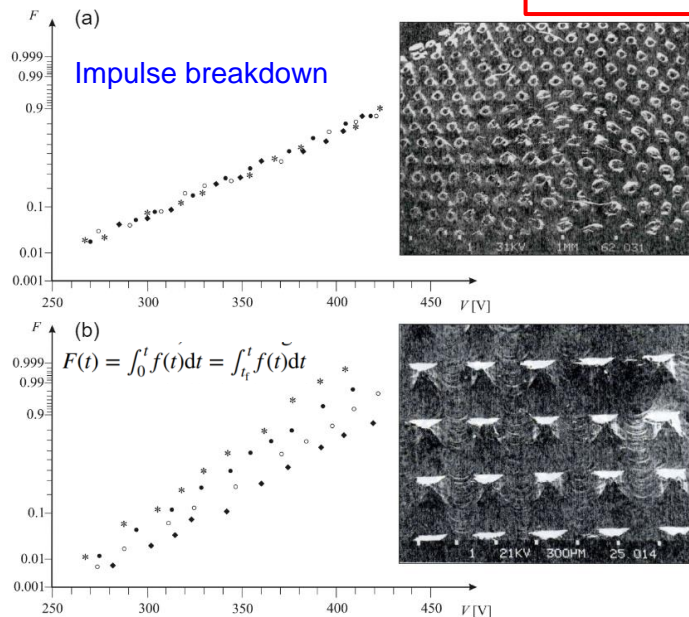 F
(a)
Impulse breakdown
0.999
0.99
0.9
0.1
0.01
0.001
250
300
350
400
450
V [V]
1 31KV 1MM 62 031
F
(b)
F(t) = ∫₀ᵗ f(t)dt = ∫ₜfᵗ f(t)dt
0.999
0.99
0.9
0.1
0.01
0.001
250
300
350
400
450
V [V]
1 21KV 300µM 25 014